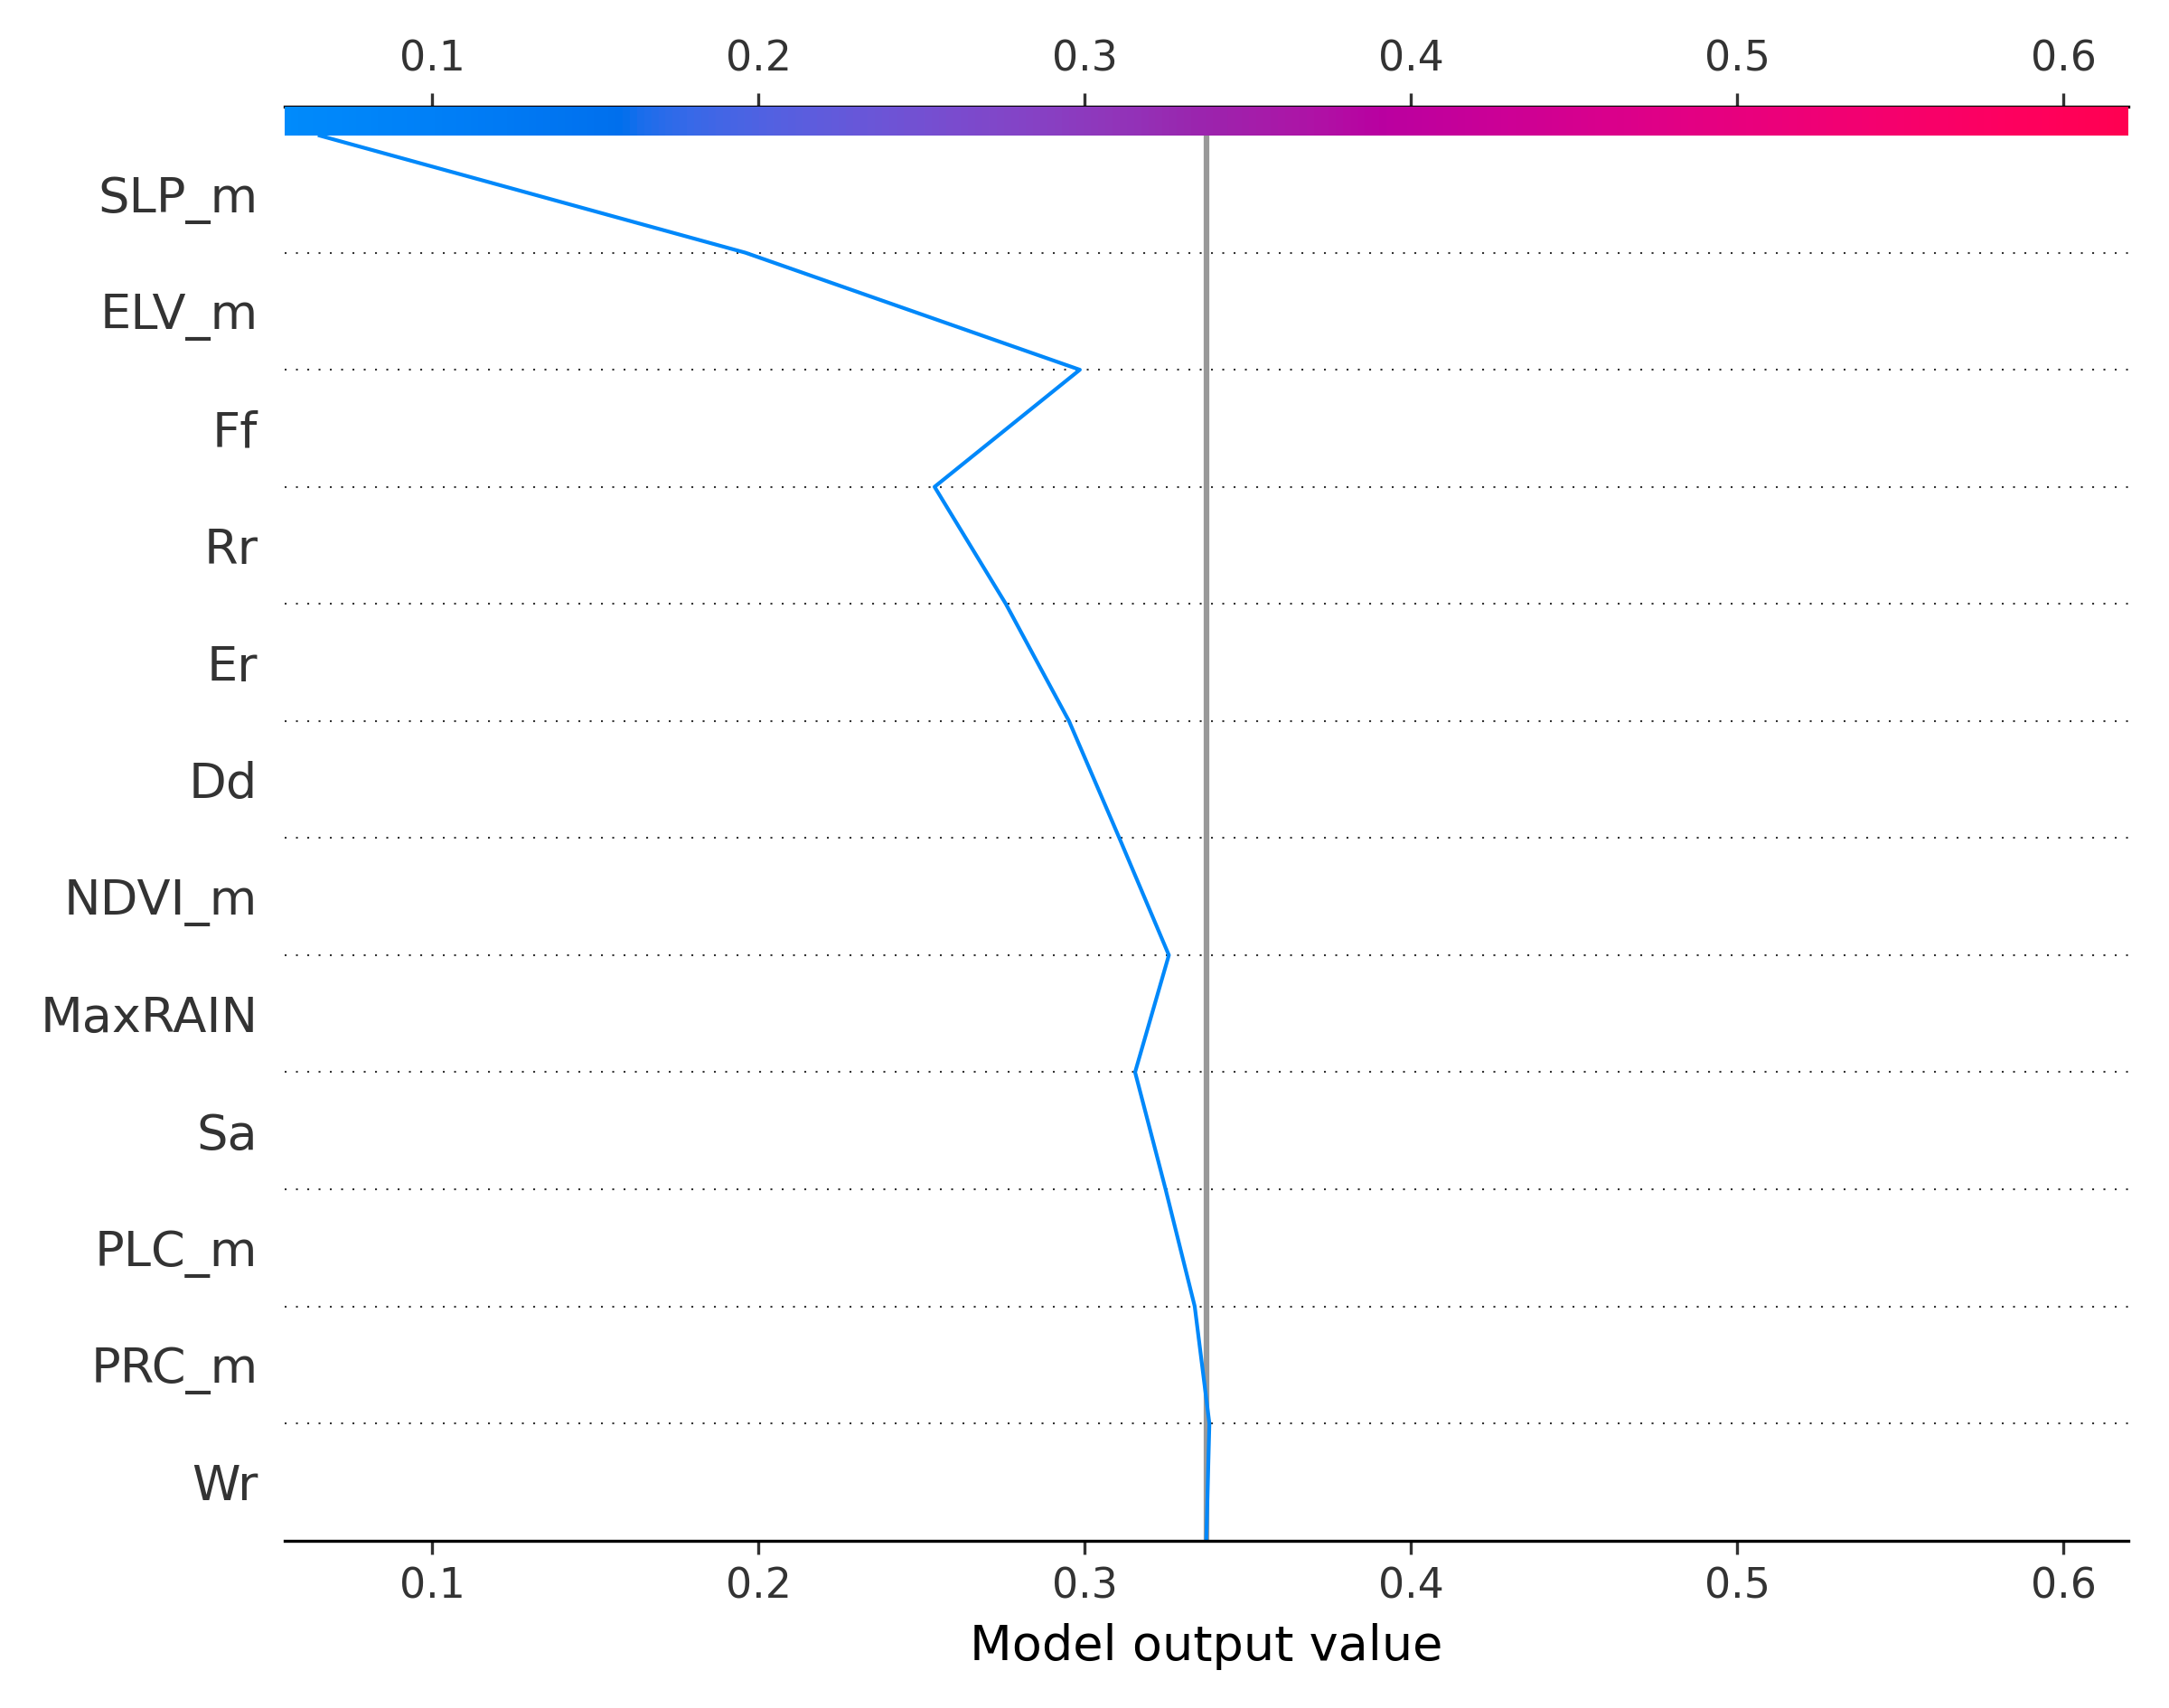 0.1 0.2 0.3 0.4 0.5 0.6
SLP_m
ELV_m
Ff
Rr
Er
Dd
NDVI_m
MaxRAIN
Sa
PLC_m
PRC_m
Wr
0.1 0.2 0.3 0.4 0.5 0.6
Model output value